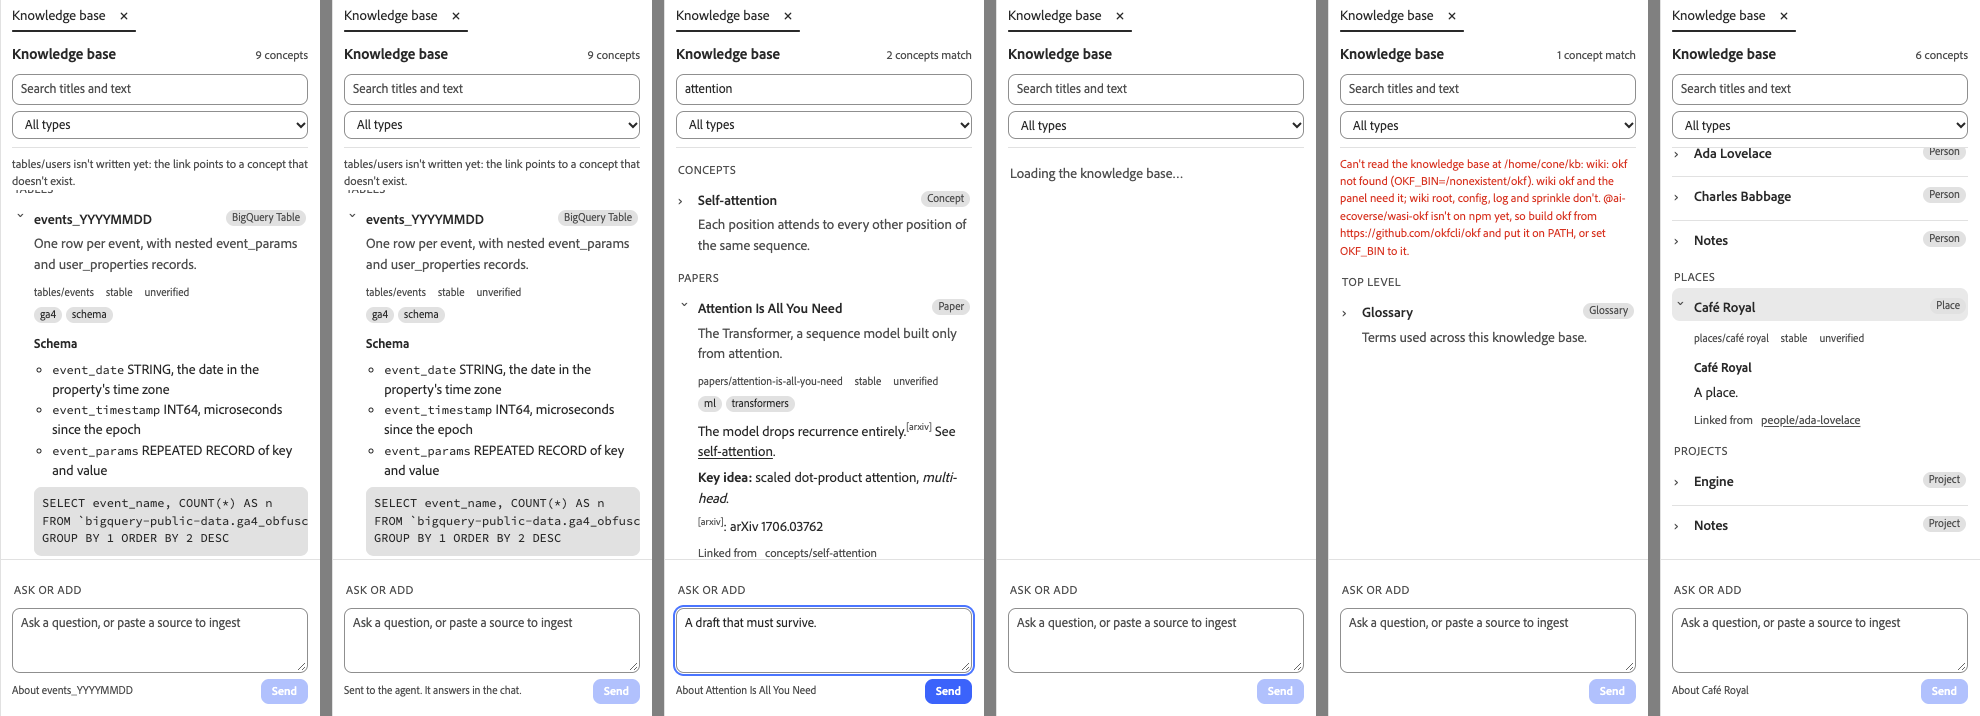 Knowledge base ×
Knowledge base 9 concepts
Search titles and text
All types
tables/users isn't written yet: the link points to a concept that
doesn't exist.
TABLES
events_YYYYMMDD BigQuery Table
One row per event, with nested event_params
and user_properties records.
tables/events stable unverified
ga4 schema
Schema
event_date STRING, the date in the
property's time zone
event_timestamp INT64, microseconds
since the epoch
event_params REPEATED RECORD of key
and value
SELECT event_name, COUNT(*) AS n
FROM `bigquery-public-data.ga4_obfusc
GROUP BY 1 ORDER BY 2 DESC
ASK OR ADD
Ask a question, or paste a source to ingest
About events_YYYYMMDD Send
Knowledge base ×
Knowledge base 9 concepts
Search titles and text
All types
tables/users isn't written yet: the link points to a concept that
doesn't exist.
TABLES
events_YYYYMMDD BigQuery Table
One row per event, with nested event_params
and user_properties records.
tables/events stable unverified
ga4 schema
Schema
event_date STRING, the date in the
property's time zone
event_timestamp INT64, microseconds
since the epoch
event_params REPEATED RECORD of key
and value
SELECT event_name, COUNT(*) AS n
FROM `bigquery-public-data.ga4_obfusc
GROUP BY 1 ORDER BY 2 DESC
ASK OR ADD
Ask a question, or paste a source to ingest
Sent to the agent. It answers in the chat. Send
Knowledge base ×
Knowledge base 2 concepts match
attention
All types
CONCEPTS
Self-attention Concept
Each position attends to every other position of
the same sequence.
PAPERS
Attention Is All You Need Paper
The Transformer, a sequence model built only
from attention.
papers/attention-is-all-you-need stable unverified
ml transformers
The model drops recurrence entirely.[arxiv] See
self-attention.
Key idea: scaled dot-product attention, multi-
head.
[arxiv]: arXiv 1706.03762
Linked from concepts/self-attention
ASK OR ADD
A draft that must survive.
About Attention Is All You Need Send
Knowledge base ×
Knowledge base
Search titles and text
All types
Loading the knowledge base...
ASK OR ADD
Ask a question, or paste a source to ingest
Send
Knowledge base ×
Knowledge base 1 concept match
Search titles and text
All types
Can't read the knowledge base at /home/cone/kb: wiki: okf
not found (OKF_BIN=/nonexistent/okf). wiki okf and the
panel need it; wiki root, config, log and sprinkle don't. @ai-
ecoverse/wasi-okf isn't on npm yet, so build okf from
https://github.com/okfcli/okf and put it on PATH, or set
OKF_BIN to it.
TOP LEVEL
Glossary Glossary
Terms used across this knowledge base.
ASK OR ADD
Ask a question, or paste a source to ingest
Send
Knowledge base ×
Knowledge base 6 concepts
Search titles and text
All types
Ada Lovelace Person
Charles Babbage Person
Notes Person
PLACES
Café Royal Place
places/café royal stable unverified
Café Royal
A place.
Linked from people/ada-lovelace
PROJECTS
Engine Project
Notes Project
ASK OR ADD
Ask a question, or paste a source to ingest
About Café Royal Send